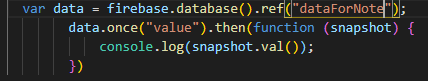 var data = firebase.database().ref("dataForNote");
data.once("value").then(function (snapshot) {
console.log(snapshot.val());
})